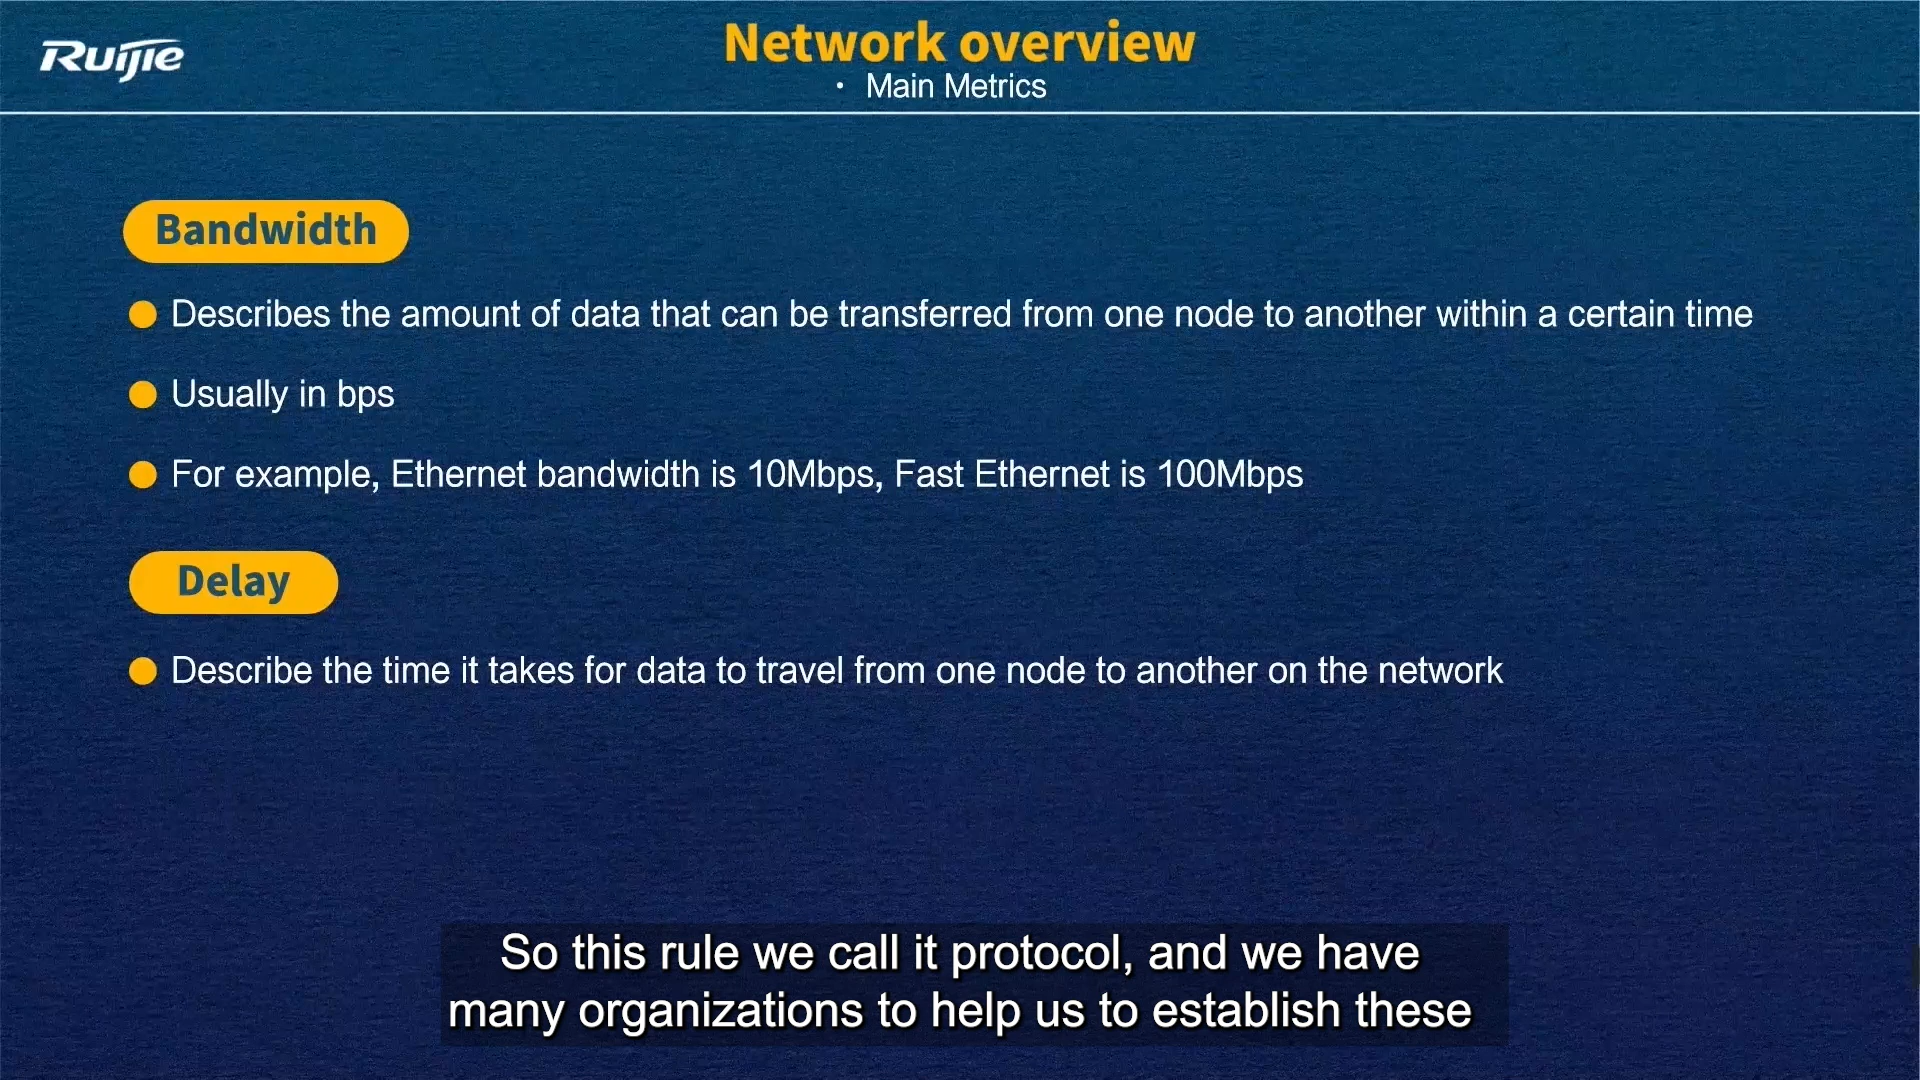 Ruijie
Network overview
• Main Metrics
Bandwidth
Describes the amount of data that can be transferred from one node to another within a certain time
Usually in bps
For example, Ethernet bandwidth is 10Mbps, Fast Ethernet is 100Mbps
Delay
Describe the time it takes for data to travel from one node to another on the network
So this rule we call it protocol, and we have
many organizations to help us to establish these